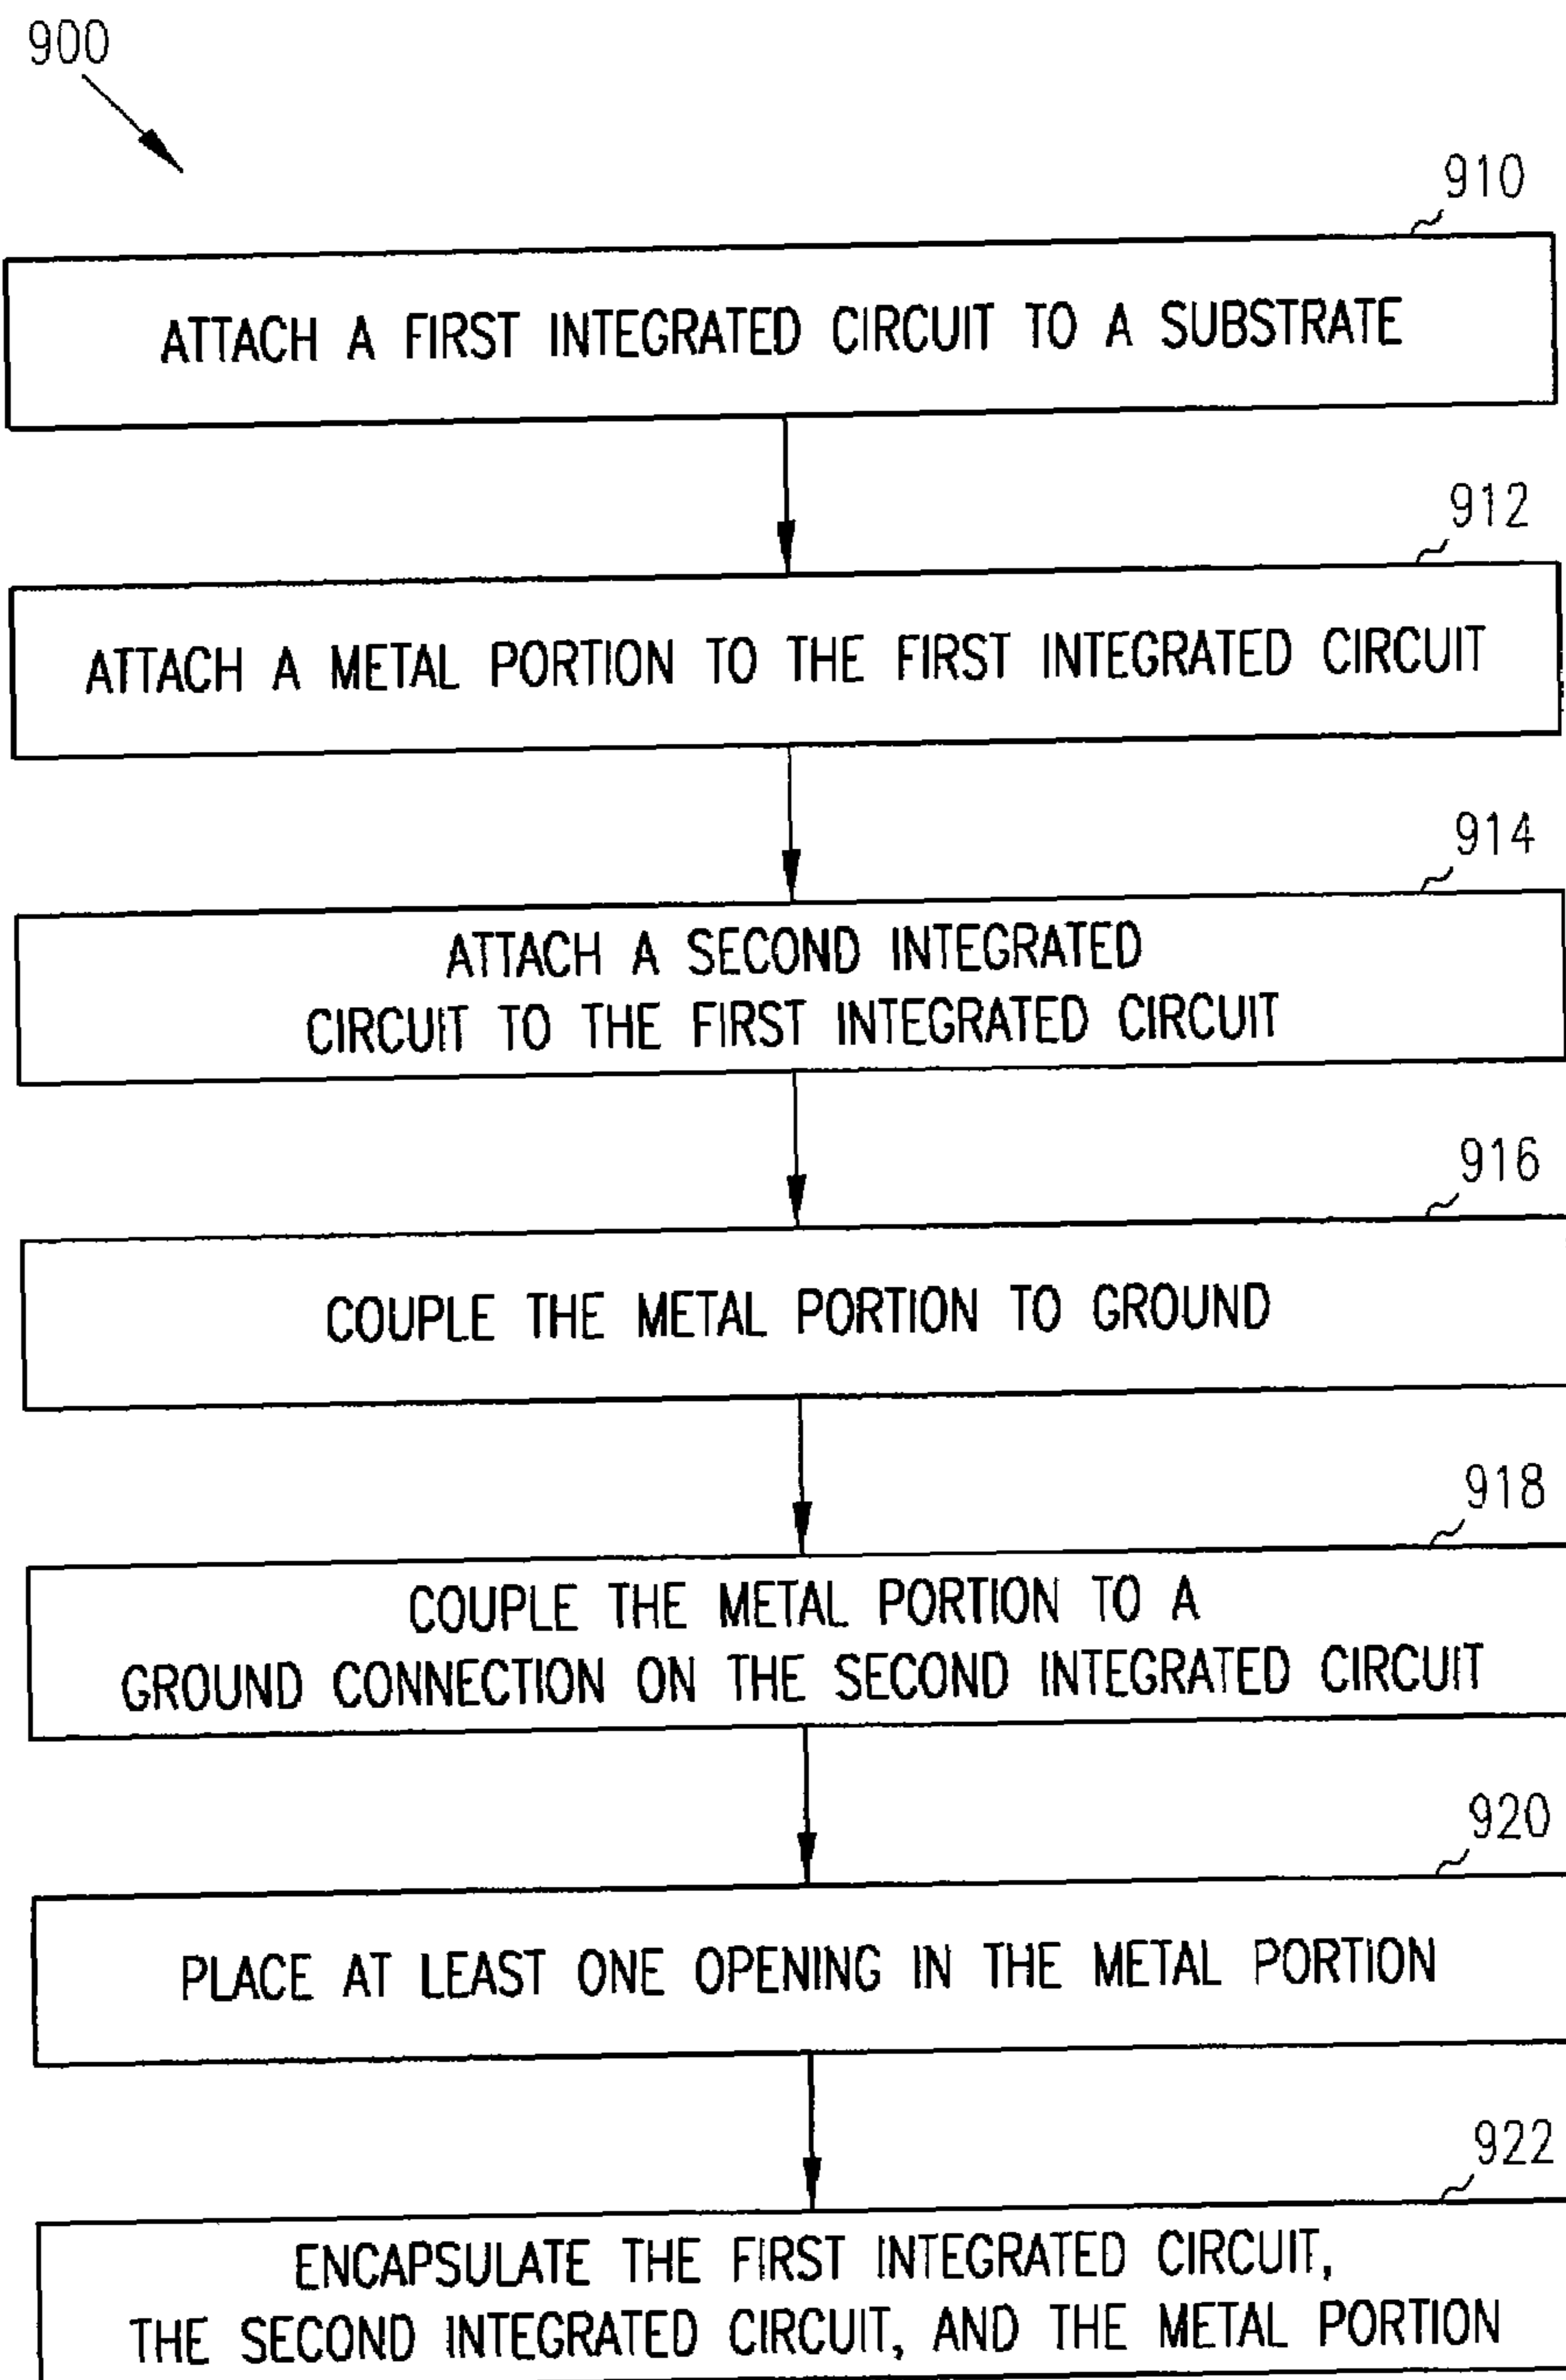 900
910
ATTACH A FIRST INTEGRATED CIRCUIT TO A SUBSTRATE
912
ATTACH A METAL PORTION TO THE FIRST INTEGRATED CIRCUIT
914
ATTACH A SECOND INTEGRATED
CIRCUIT TO THE FIRST INTEGRATED CIRCUIT
916
COUPLE THE METAL PORTION TO GROUND
918
COUPLE THE METAL PORTION TO A
GROUND CONNECTION ON THE SECOND INTEGRATED CIRCUIT
920
PLACE AT LEAST ONE OPENING IN THE METAL PORTION
922
ENCAPSULATE THE FIRST INTEGRATED CIRCUIT,
THE SECOND INTEGRATED CIRCUIT, AND THE METAL PORTION